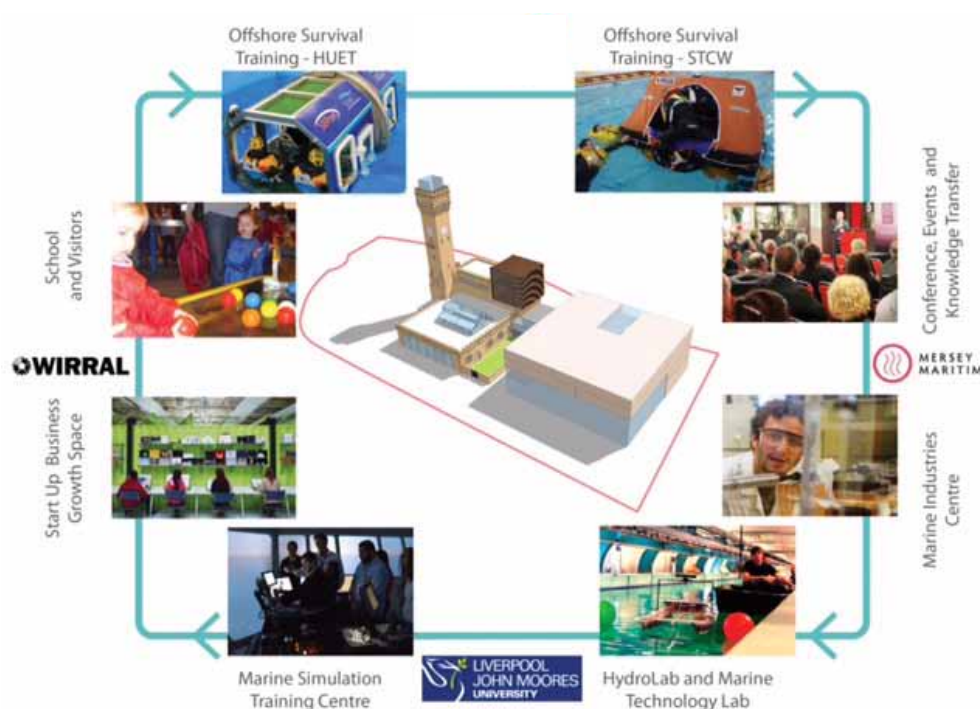 Offshore Survival
Training - HUET
Offshore Survival
Training - STCW
School
and Visitors
Conference, Events and
Knowledge Transfer
WIRRAL
MERSEY
MARITIM
Start Up Business
Growth Space
Marine Industries
Centre
Marine Simulation
Training Centre
LIVERPOOL
JOHN MOORES
UNIVERSITY
HydroLab and Marine
Technology Lab